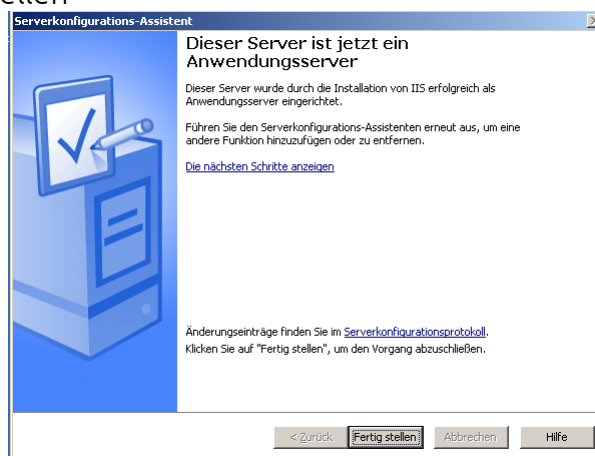 ellen
Serverkonfigurations-Assistent
Dieser Server ist jetzt ein
Anwendungsserver
Dieser Server wurde durch die Installation von IIS erfolgreich als
Anwendungsserver eingerichtet.
Führen Sie den Serverkonfigurations-Assistenten erneut aus, um eine
andere Funktion hinzuzufügen oder zu entfernen.
Die nächsten Schritte anzeigen
Änderungseinträge finden Sie im Serverkonfigurationsprotokoll.
Klicken Sie auf "Fertig stellen", um den Vorgang abzuschließen.
< Zurück Fertig stellen Abbrechen Hilfe